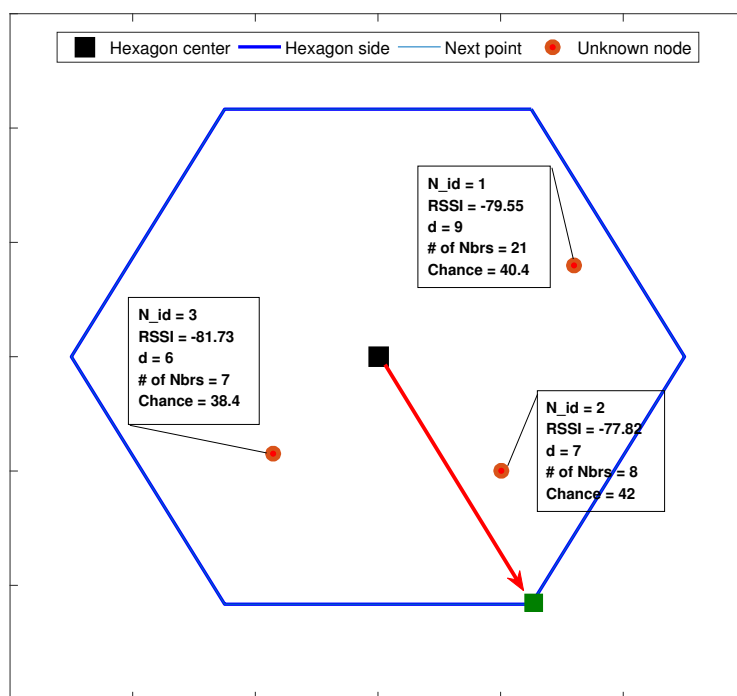 Hexagon center Hexagon side Next point Unknown node
N_id = 1
RSSI = -79.55
d = 9
# of Nbrs = 21
Chance = 40.4
N_id = 3
RSSI = -81.73
d = 6
# of Nbrs = 7
Chance = 38.4
N_id = 2
RSSI = -77.82
d = 7
# of Nbrs = 8
Chance = 42